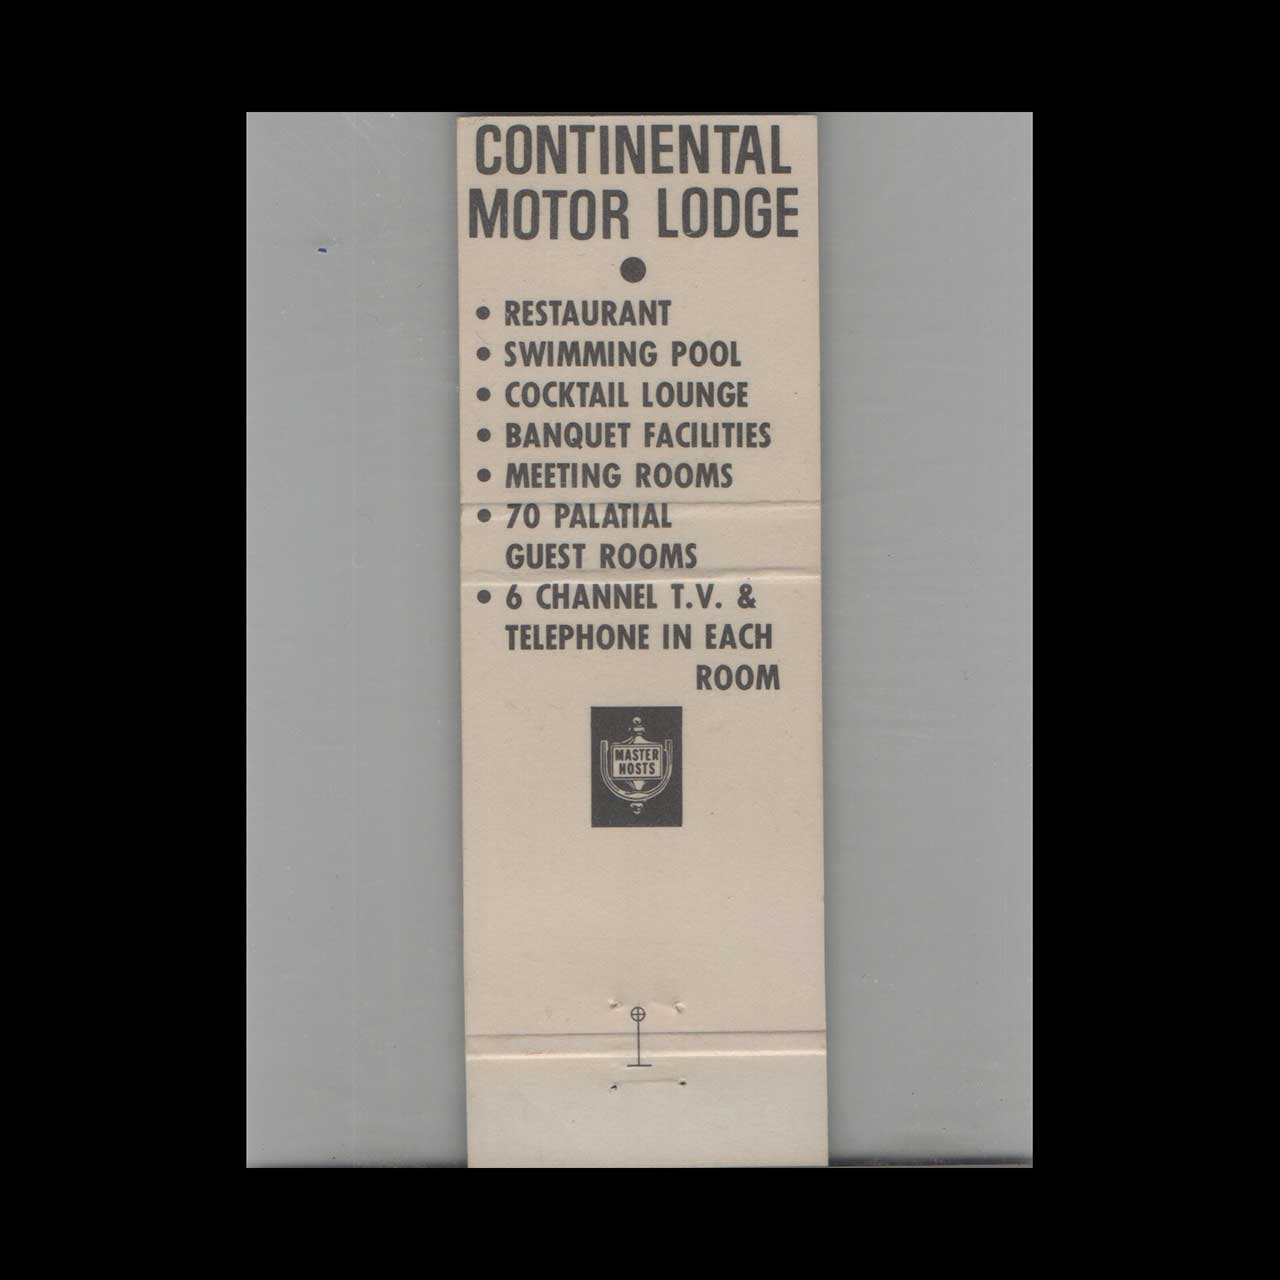 CONTINENTAL
MOTOR LODGE
• RESTAURANT
• SWIMMING POOL
• COCKTAIL LOUNGE
• BANQUET FACILITIES
• MEETING ROOMS
• 70 PALATIAL
GUEST ROOMS
• 6 CHANNEL T.V. &
TELEPHONE IN EACH
ROOM
MASTER
HOSTS